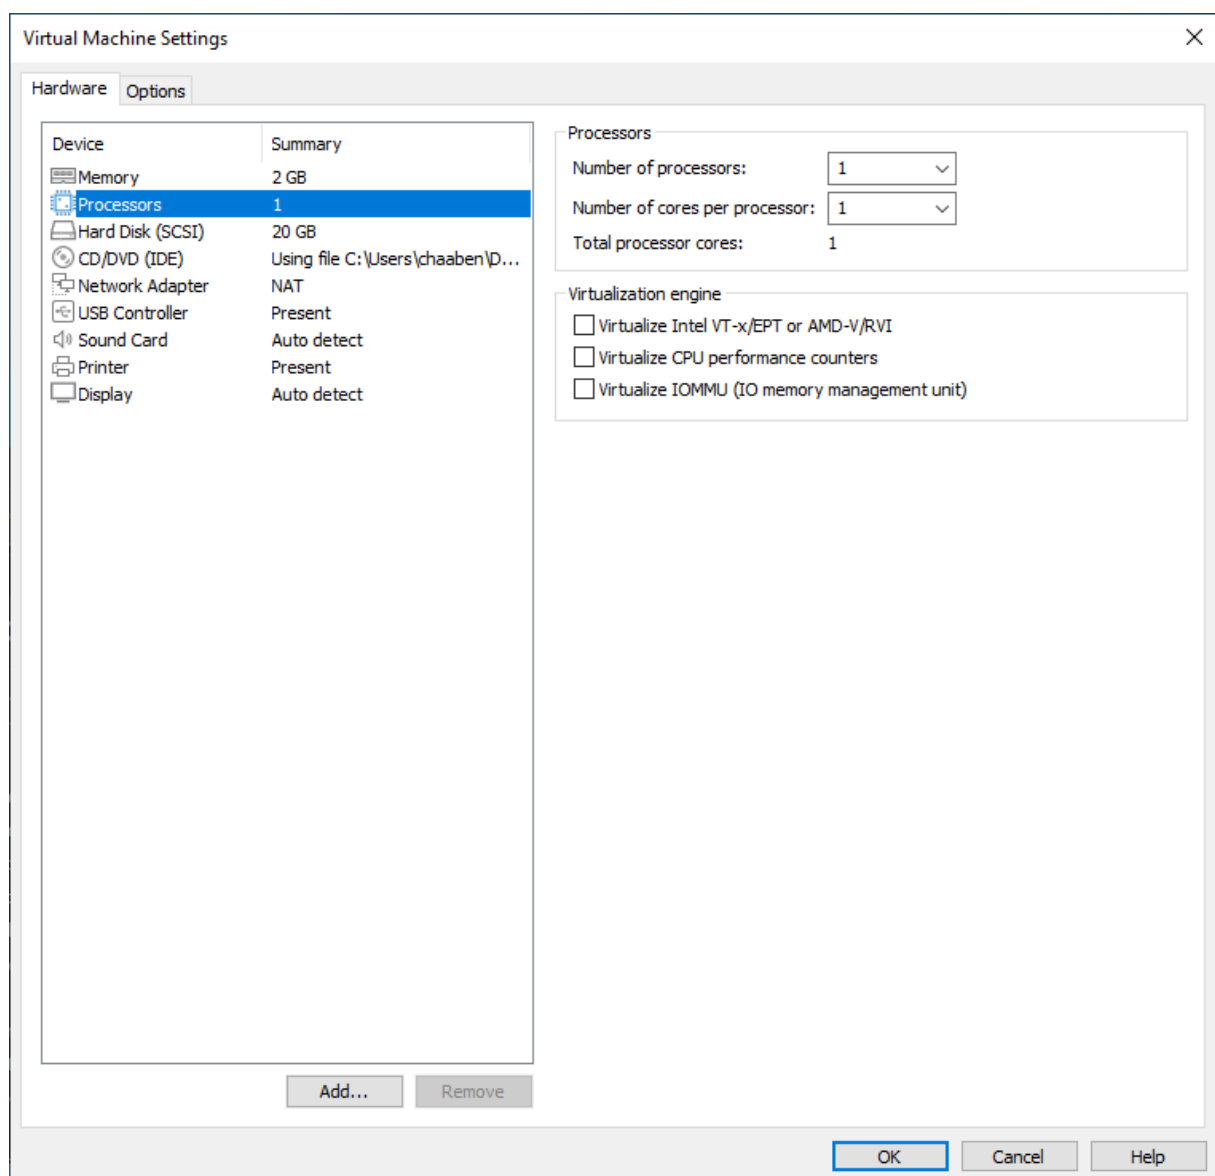 Virtual Machine Settings
Hardware Options
Device Summary
Memory 2 GB
Processors 1
Hard Disk (SCSI) 20 GB
CD/DVD (IDE) Using file C:\Users\chaaben\D...
Network Adapter NAT
USB Controller Present
Sound Card Auto detect
Printer Present
Display Auto detect
Add... Remove
Processors
Number of processors: 1
Number of cores per processor: 1
Total processor cores: 1
Virtualization engine
Virtualize Intel VT-x/EPT or AMD-V/RVI
Virtualize CPU performance counters
Virtualize IOMMU (IO memory management unit)
OK Cancel Help